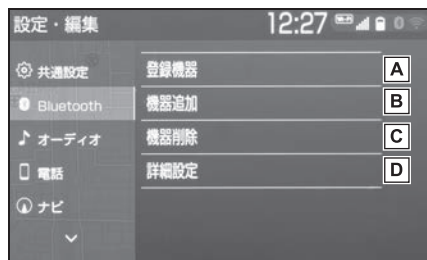 設定・編集
12:27
共通設定
Bluetooth
オーディオ
電話
ナビ
登録機器
A
機器追加
B
機器削除
C
詳細設定
D